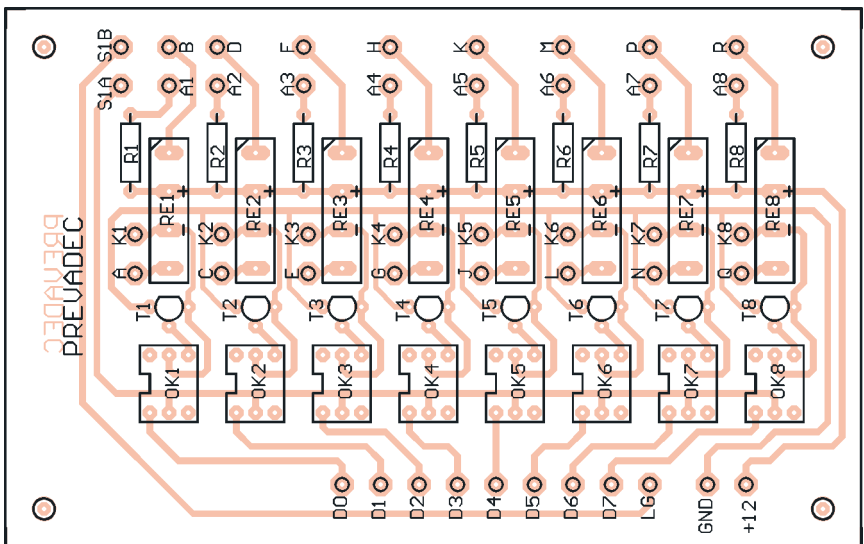 S1B B D F H K M P R
S1A A1 A2 A3 A4 A5 A6 A7 A8
R1 R2 R3 R4 R5 R6 R7 R8
+ + + + + + + +
RE1 RE2 RE3 RE4 RE5 RE6 RE7 RE8
K1 K2 K3 K4 K5 K6 K7 K8
- - - - - - - -
A C E G J L N Q
PREVADEC
PREVADEC
T1 T2 T3 T4 T5 T6 T7 T8
OK1 OK2 OK3 OK4 OK5 OK6 OK7 OK8
D0 D1 D2 D3 D4 D5 D6 D7 LG GND +12